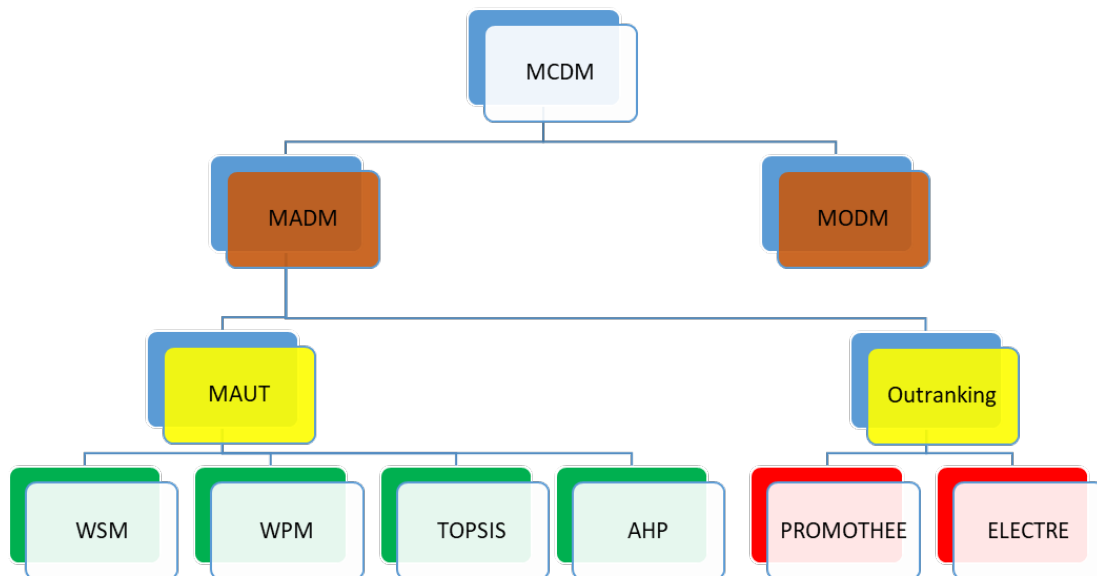 MCDM
MADM
MODM
MAUT
Outranking
WSM
WPM
TOPSIS
AHP
PROMOTHEE
ELECTRE